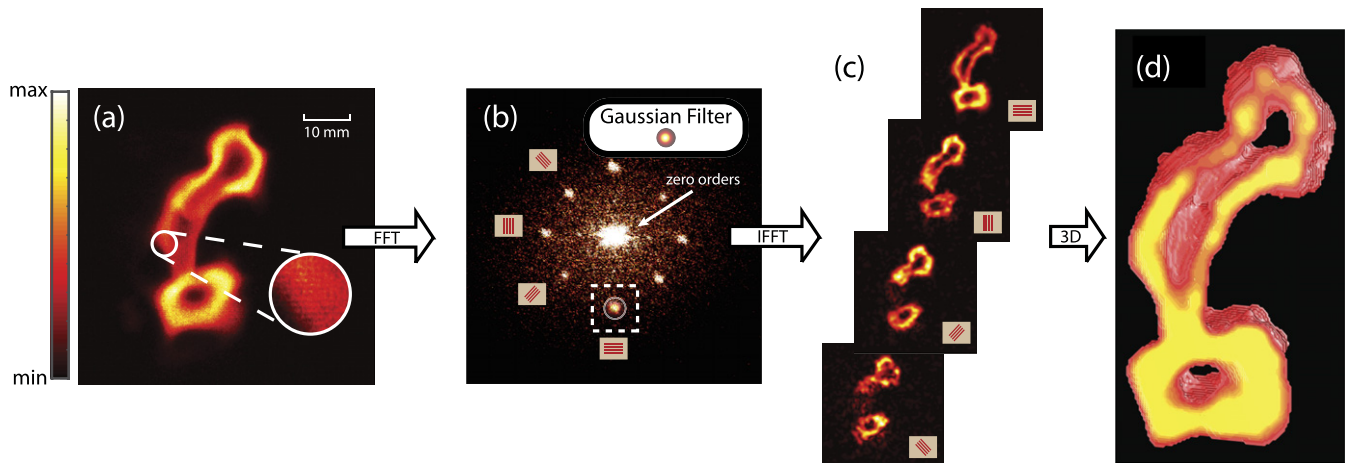 max
min
(a)
10 mm
FFT
(b)
Gaussian Filter
zero orders
IFFT
(c)
3D
(d)